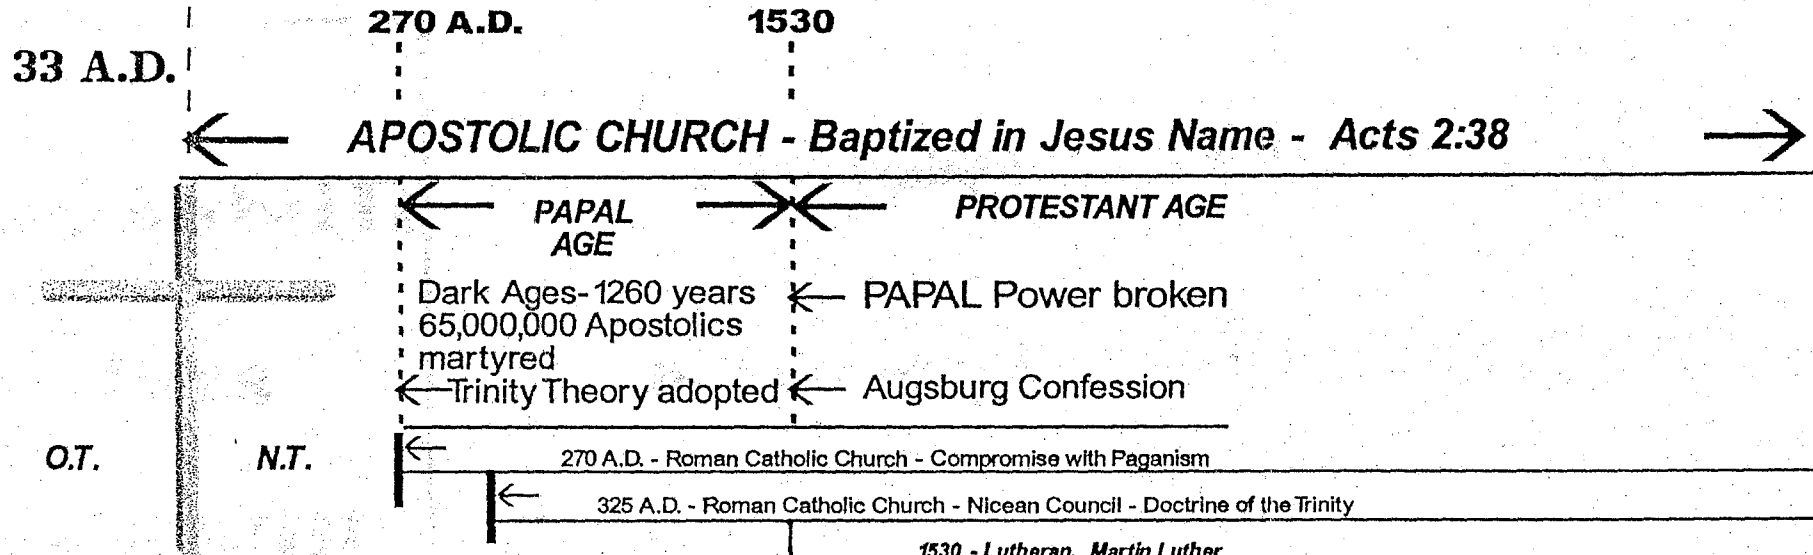 270 A.D.
1530
33 A.D.
APOSTOLIC CHURCH - Baptized in Jesus Name - Acts 2:38
PAPAL
AGE
PROTESTANT AGE
Dark Ages-1260 years
65,000,000 Apostolics
martyred
Trinity Theory adopted
PAPAL Power broken
Augsburg Confession
O.T.
N.T.
270 A.D. - Roman Catholic Church - Compromise with Paganism
325 A.D. - Roman Catholic Church - Nicean Council - Doctrine of the Trinity
1530 - Lutheran, Martin Luther